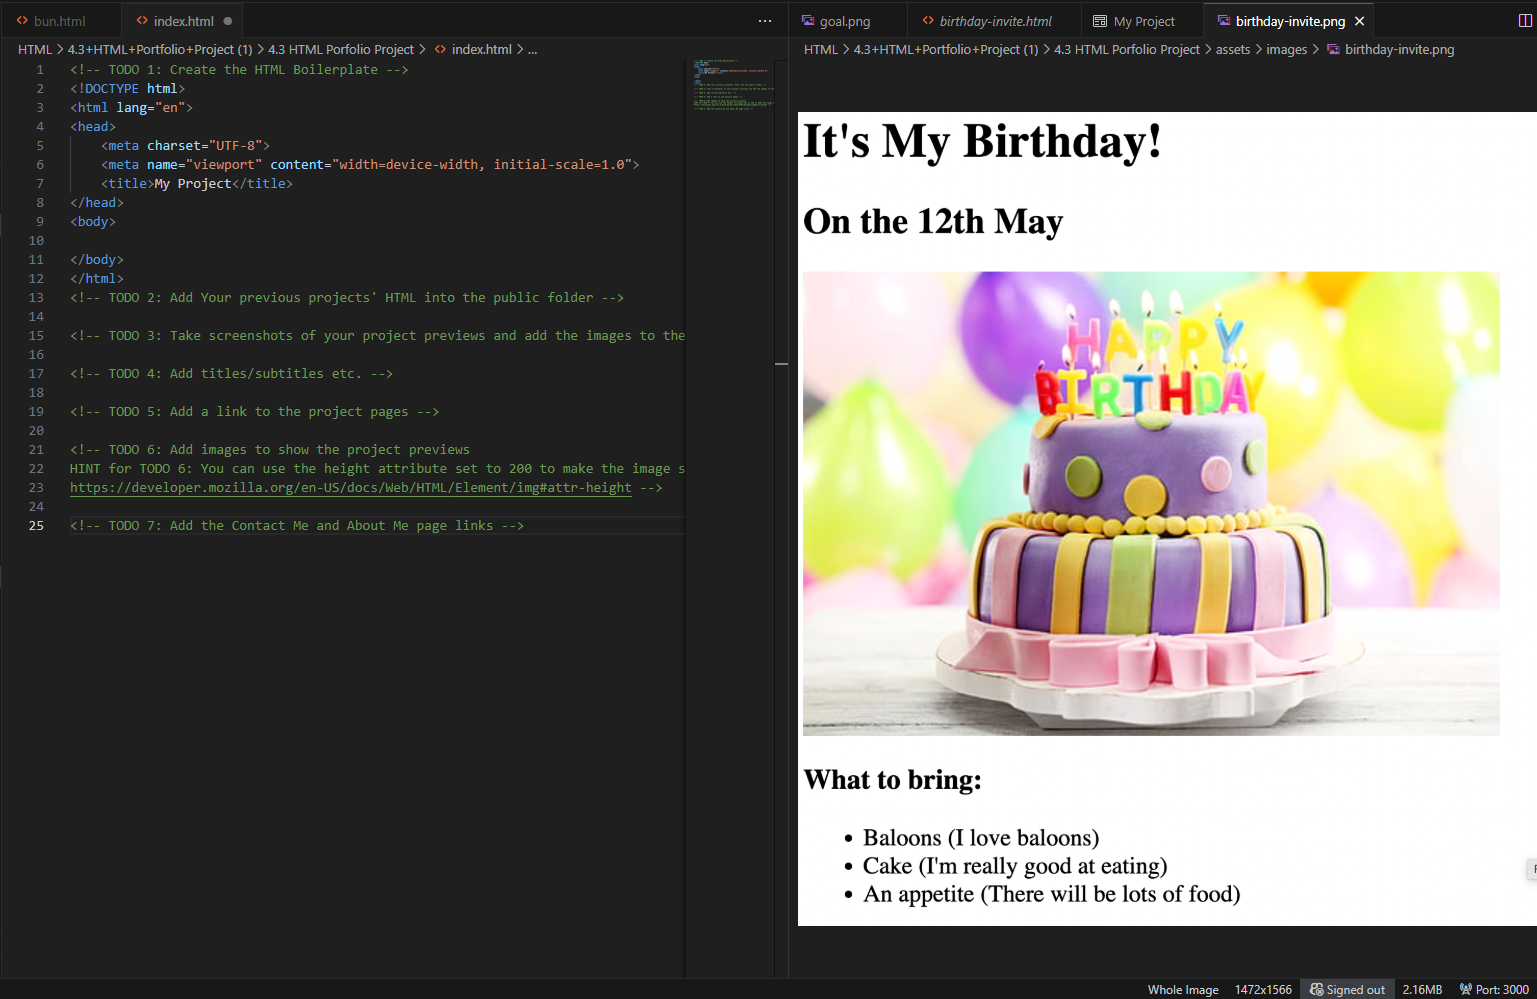 bun.html
index.html
...
HTML > 4.3+HTML+Portfolio+Project (1) > 4.3 HTML Porfolio Project > index.html > ...
1 <!-- TODO 1: Create the HTML Boilerplate -->
2 <!DOCTYPE html>
3 <html lang="en">
4 <head>
5 <meta charset="UTF-8">
6 <meta name="viewport" content="width=device-width, initial-scale=1.0">
7 <title>My Project</title>
8 </head>
9 <body>
10
11 </body>
12 </html>
13 <!-- TODO 2: Add Your previous projects' HTML into the public folder -->
14
15 <!-- TODO 3: Take screenshots of your project previews and add the images to the
16
17 <!-- TODO 4: Add titles/subtitles etc. -->
18
19 <!-- TODO 5: Add a link to the project pages -->
20
21 <!-- TODO 6: Add images to show the project previews
22 HINT for TODO 6: You can use the height attribute set to 200 to make the image s
23 https://developer.mozilla.org/en-US/docs/Web/HTML/Element/img#attr-height -->
24
25 <!-- TODO 7: Add the Contact Me and About Me page links -->
goal.png
birthday-invite.html
My Project
birthday-invite.png
HTML > 4.3+HTML+Portfolio+Project (1) > 4.3 HTML Porfolio Project > assets > images > birthday-invite.png
It's My Birthday!
On the 12th May
HAPPY
BIRTHDAY
What to bring:
• Baloons (I love baloons)
• Cake (I'm really good at eating)
• An appetite (There will be lots of food)
Whole Image 1472x1566 Signed out 2.16MB Port: 3000